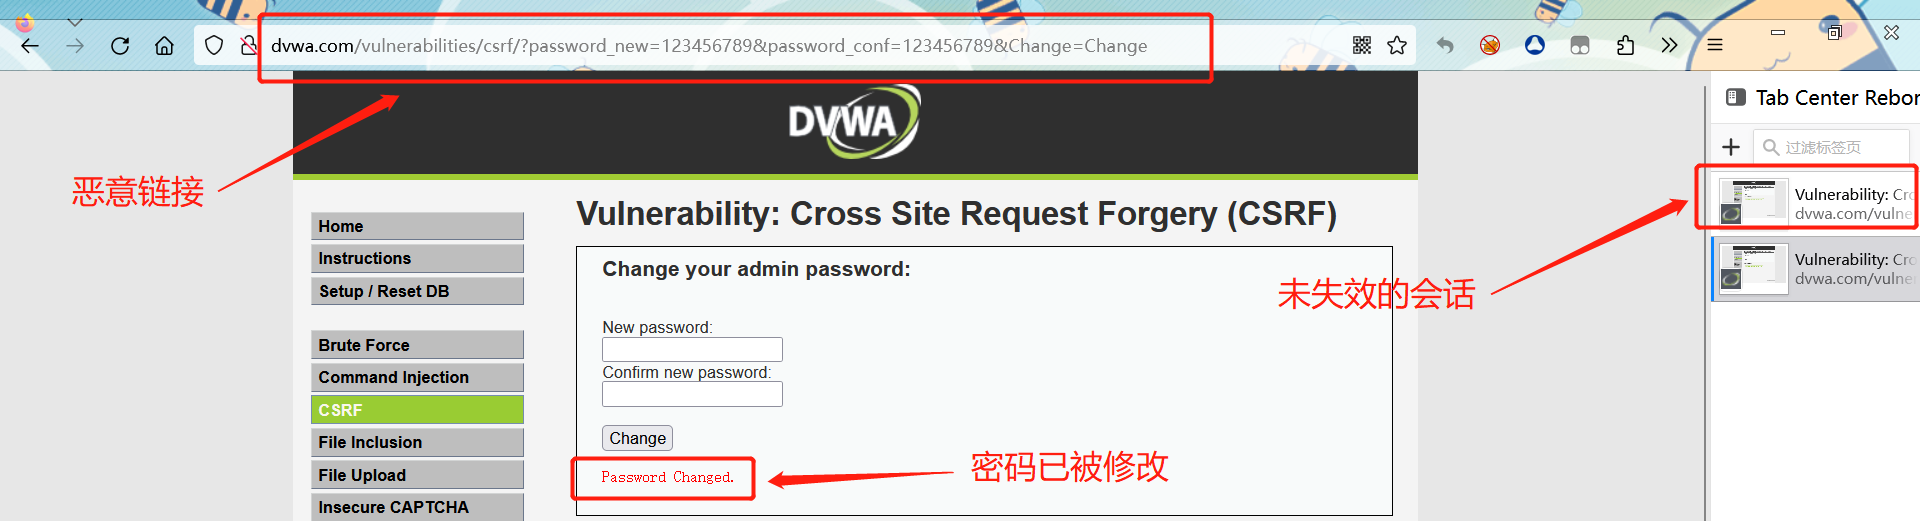 dvwa.com/vulnerabilities/csrf/?password_new=123456789&password_conf=123456789&Change=Change
DVWA
Tab Center Rebor
过滤标签页
恶意链接
Vulnerability: Cro
dvwa.com/vulne
Vulnerability: Cro
dvwa.com/vulne
未失效的会话
Home
Instructions
Setup / Reset DB
Brute Force
Command Injection
CSRF
File Inclusion
File Upload
Insecure CAPTCHA
Vulnerability: Cross Site Request Forgery (CSRF)
Change your admin password:
New password:
Confirm new password:
Change
Password Changed.
密码已被修改